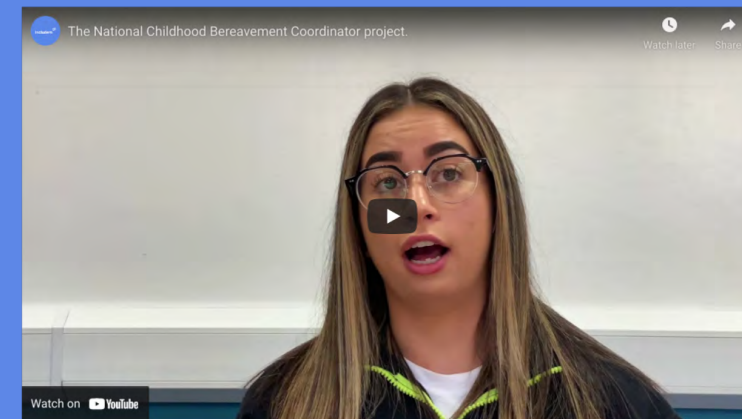 The National Childhood Bereavement Coordinator project.
Watch later
Share
Watch on YouTube